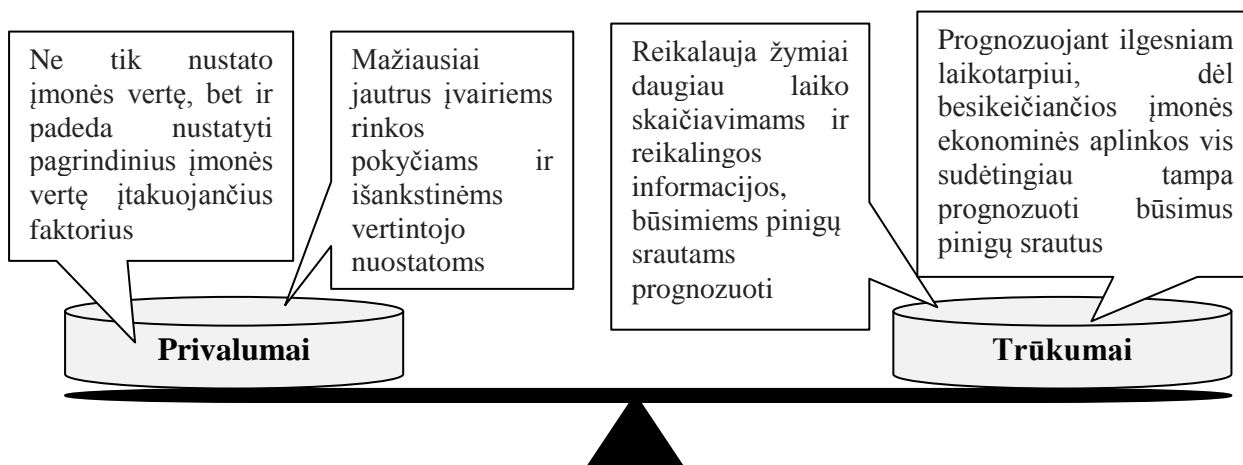 Ne tik nustato
įmonės vertę, bet ir
padeda nustatyti
pagrindinius įmonės
vertę įtakuojančius
faktorius
Mažiausiai
jautrus įvairiems
rinkos
pokyčiams ir
išankstinėms
vertintojo
nuostatoms
Reikalauja žymiai
daugiau laiko
skaičiavimams ir
reikalingos
informacijos,
būsimiems pinigų
srautams
prognozuoti
Prognozuojant ilgesniam
laikotarpiui, dėl
besikeičiančios įmonės
ekonominės aplinkos vis
sudėtingiau tampa
prognozuoti būsimus
pinigų srautus
Privalumai
Trūkumai